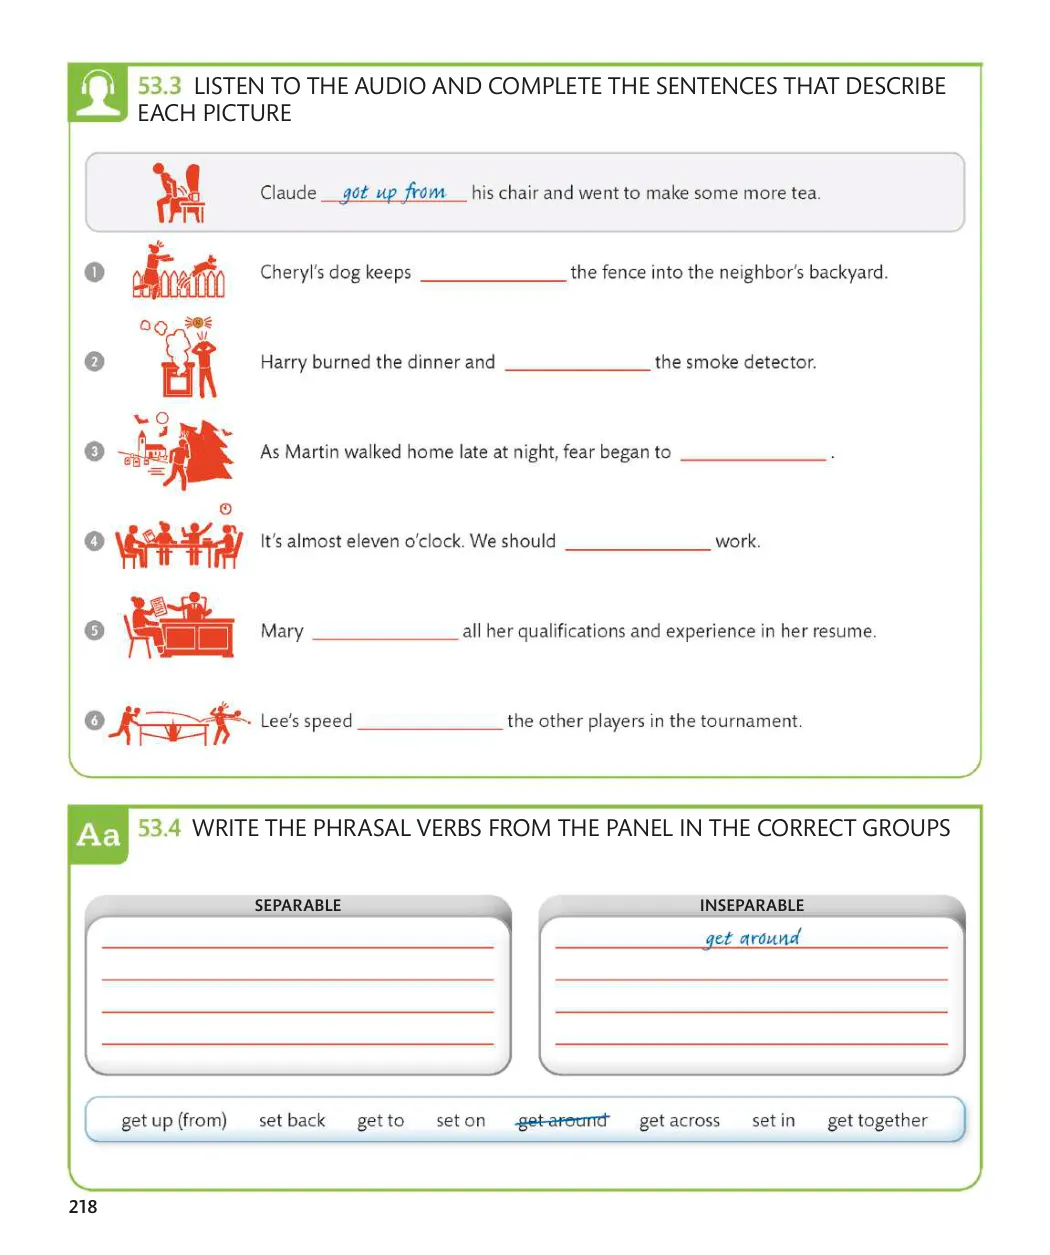 53.3 LISTEN TO THE AUDIO AND COMPLETE THE SENTENCES THAT DESCRIBE
EACH PICTURE
Claude got up from his chair and went to make some more tea.
1 Cheryl's dog keeps ____ the fence into the neighbor's backyard.
2 Harry burned the dinner and ____ the smoke detector.
3 As Martin walked home late at night, fear began to ____ .
4 It's almost eleven o'clock. We should ____ work.
5 Mary ____ all her qualifications and experience in her resume.
6 Lee's speed ____ the other players in the tournament.
Aa 53.4 WRITE THE PHRASAL VERBS FROM THE PANEL IN THE CORRECT GROUPS
SEPARABLE
INSEPARABLE
get around
get up (from) set back get to set on get around get across set in get together
218